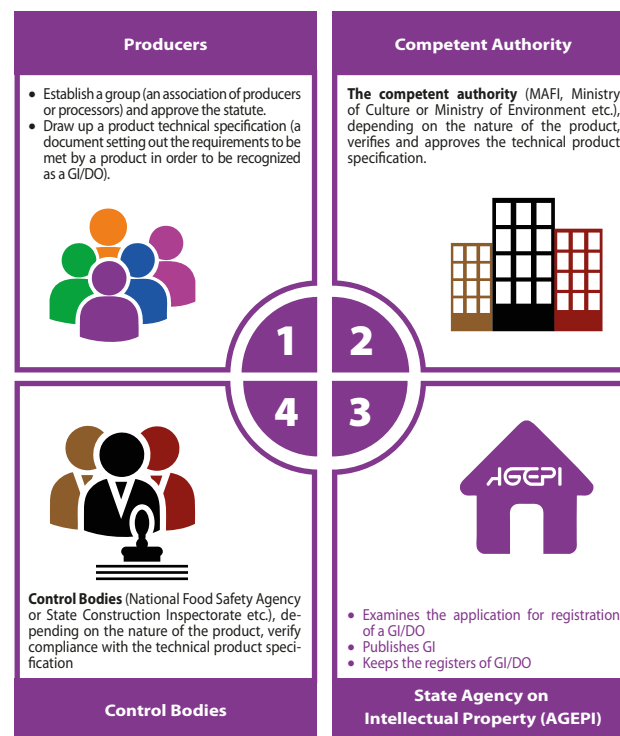 Producers
• Establish a group (an association of producers
or processors) and approve the statute.
• Draw up a product technical specification (a
document setting out the requirements to be
met by a product in order to be recognized
as a GI/DO).
1
Competent Authority
The competent authority (MAFI, Ministry
of Culture or Ministry of Environment etc.),
depending on the nature of the product,
verifies and approves the technical product
specification.
2
3
AGEPI
• Examines the application for registration
of a GI/DO
• Publishes GI
• Keeps the registers of GI/DO
State Agency on
Intellectual Property (AGEPI)
4
Control Bodies (National Food Safety Agency
or State Construction Inspectorate etc.), de-
pending on the nature of the product, verify
compliance with the technical product speci-
fication
Control Bodies